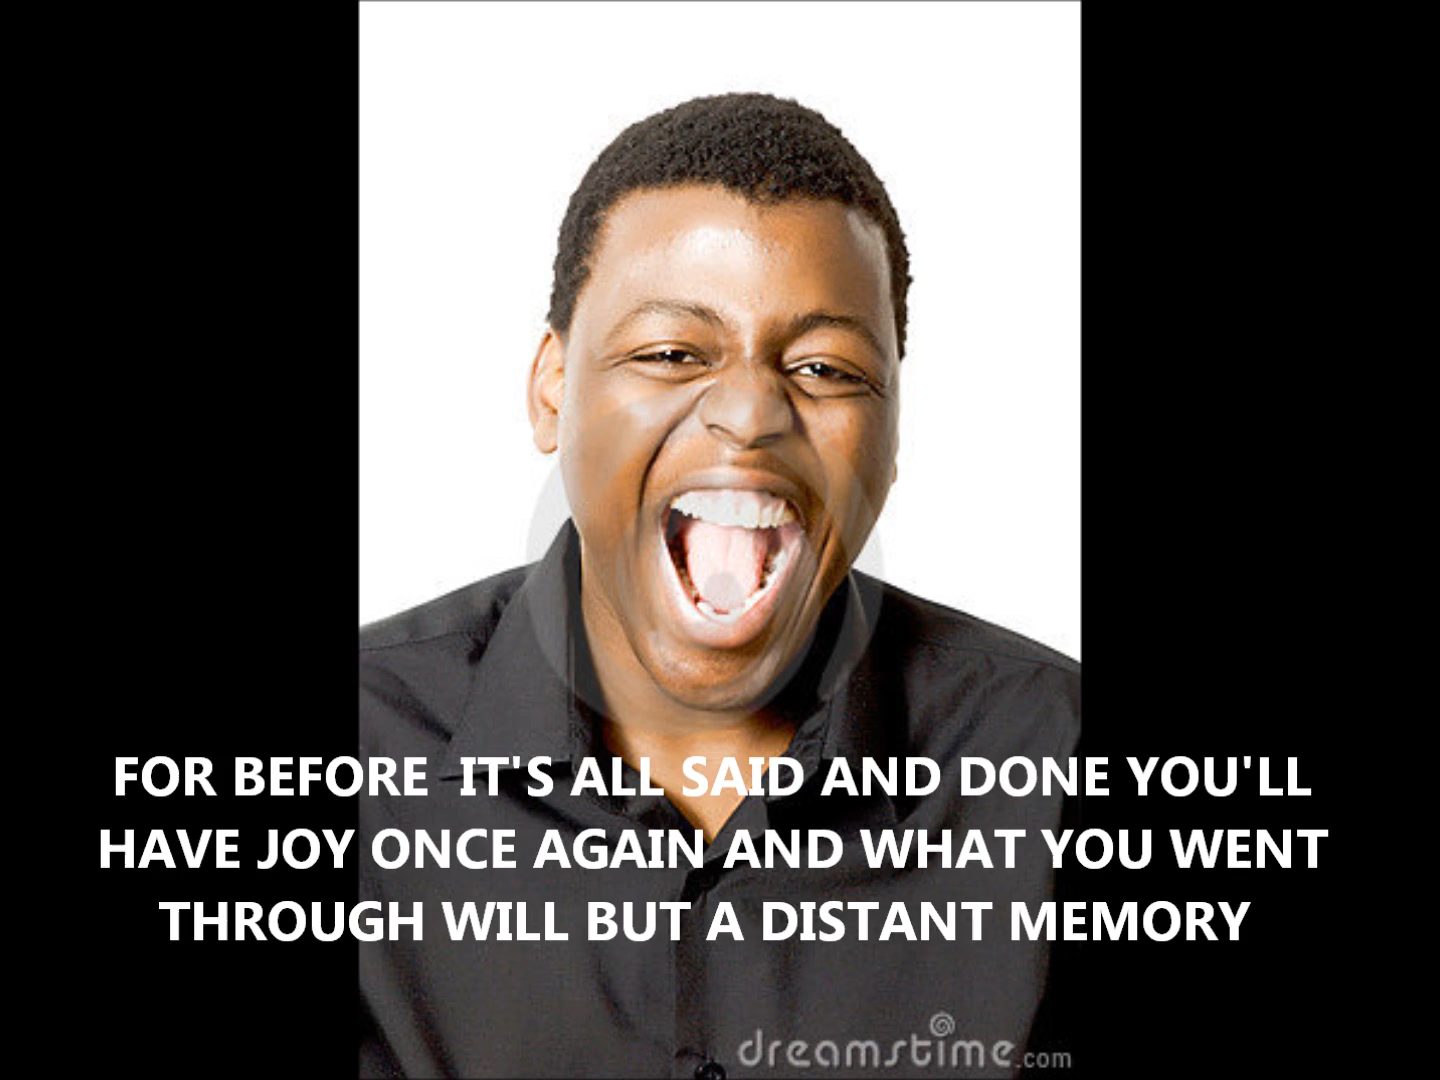 FOR BEFORE  IT'S ALL SAID AND DONE YOU'LL
HAVE JOY ONCE AGAIN AND WHAT YOU WENT
THROUGH WILL BUT A DISTANT MEMORY
dreamstime.com